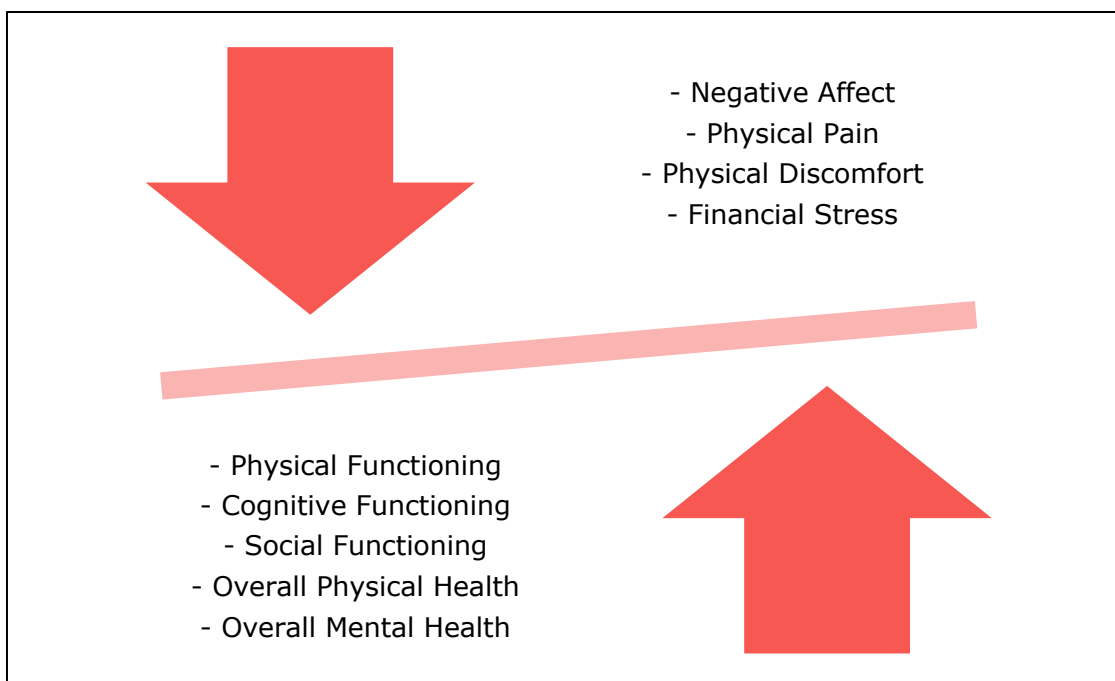 - Negative Affect
- Physical Pain
- Physical Discomfort
- Financial Stress
- Physical Functioning
- Cognitive Functioning
- Social Functioning
- Overall Physical Health
- Overall Mental Health